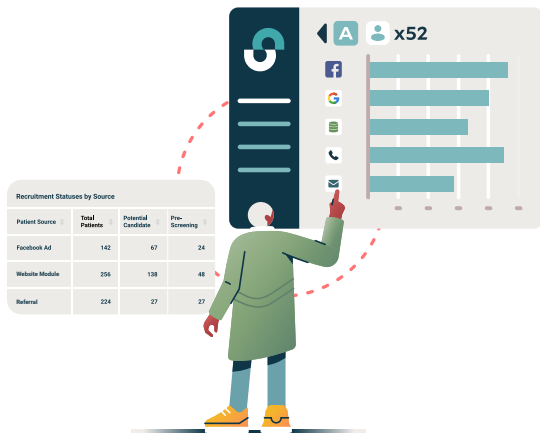 A x52
Recruitment Statuses by Source
Patient Source Total Patients Potential Candidate Pre-Screening
Facebook Ad 142 67 24
Website Module 256 138 48
Referral 224 27 27